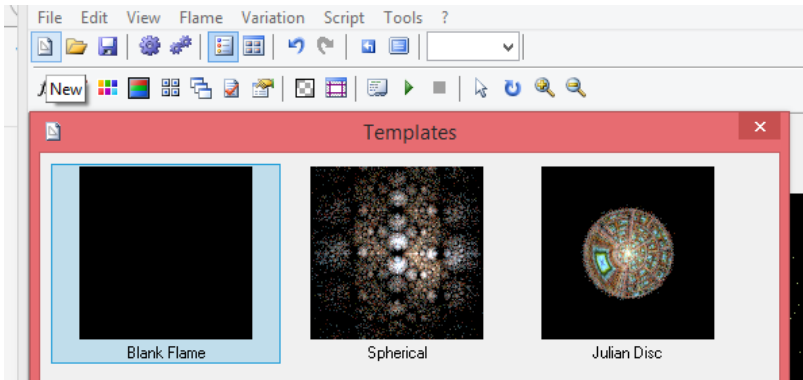 File Edit View Flame Variation Script Tools ?
New
Templates
Blank Flame Spherical Julian Disc